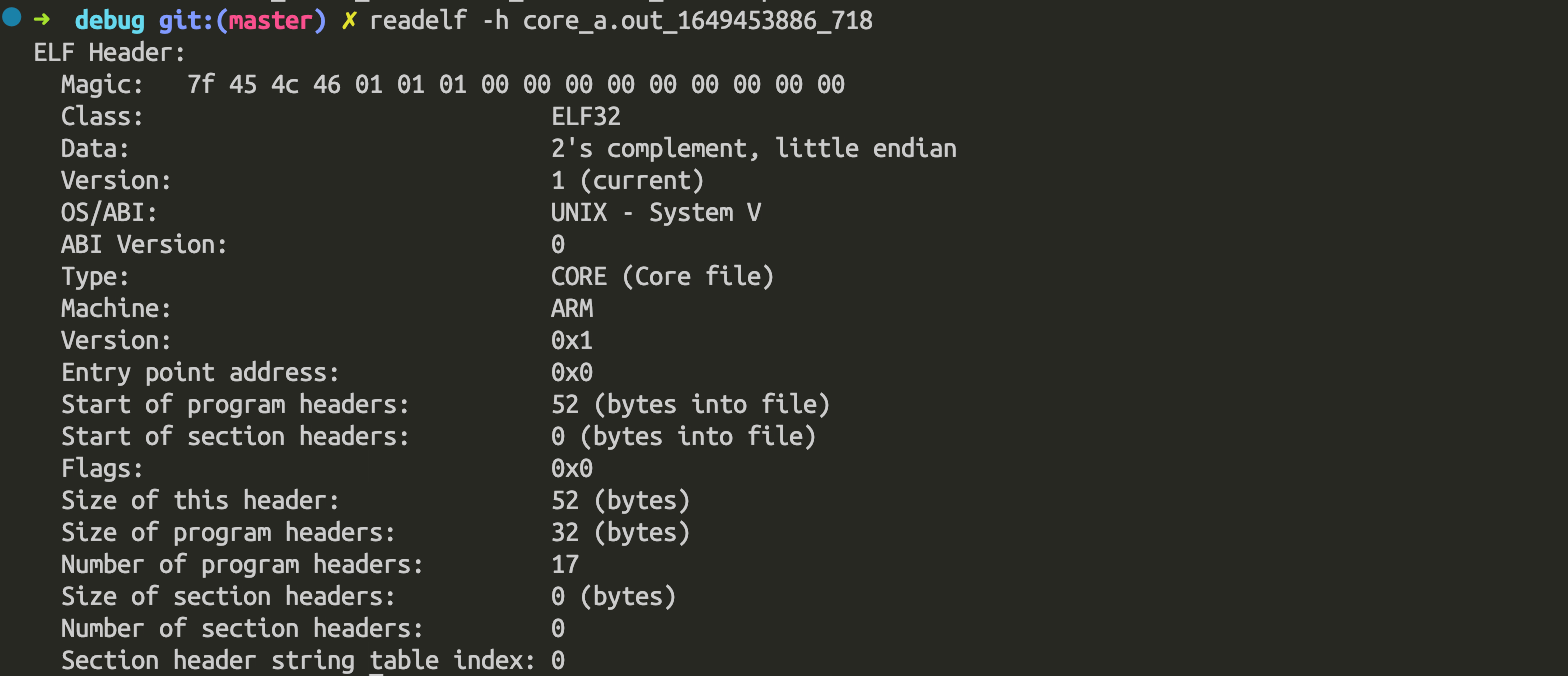 ➜  debug git:(master) ✗ readelf -h core_a.out_1649453886_718
ELF Header:
  Magic:   7f 45 4c 46 01 01 01 00 00 00 00 00 00 00 00 00
  Class:                             ELF32
  Data:                              2's complement, little endian
  Version:                           1 (current)
  OS/ABI:                            UNIX - System V
  ABI Version:                       0
  Type:                              CORE (Core file)
  Machine:                           ARM
  Version:                           0x1
  Entry point address:               0x0
  Start of program headers:          52 (bytes into file)
  Start of section headers:          0 (bytes into file)
  Flags:                             0x0
  Size of this header:               52 (bytes)
  Size of program headers:           32 (bytes)
  Number of program headers:         17
  Size of section headers:           0 (bytes)
  Number of section headers:         0
  Section header string table index: 0